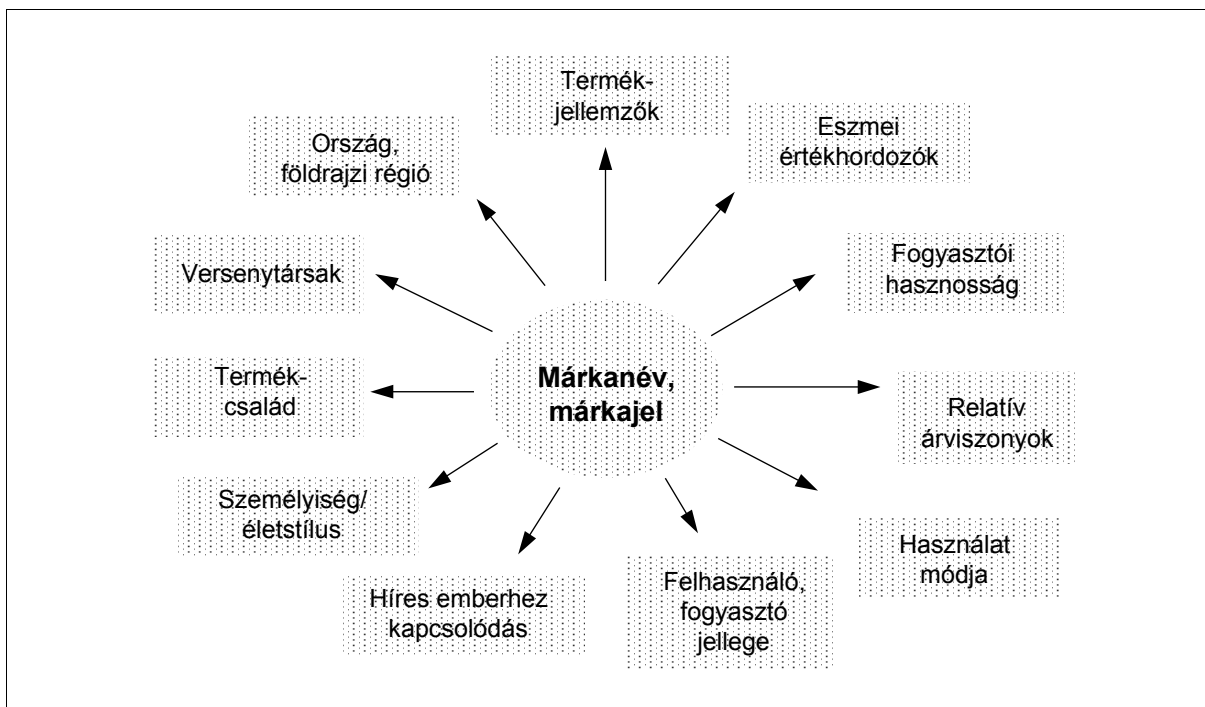 Termék-
jellemzők
Eszmei
értékhordozók
Ország,
földrajzi régió
Fogyasztói
hasznosság
Versenytársak
Márkanév,
márkajel
Termék-
család
Relatív
árviszonyok
Személyiség/
életstílus
Használat
módja
Híres emberhez
kapcsolódás
Felhasználó,
fogyasztó
jellege